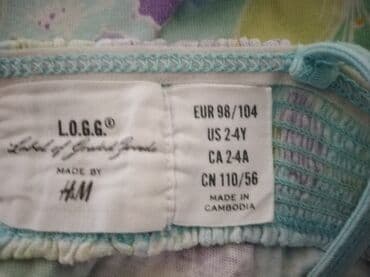 L.O.G.G.®
Label of Graded Goods
MADE BY
H&M
EUR 98/104
US 2-4Y
CA 2-4A
CN 110/56
MADE IN
CAMBODIA